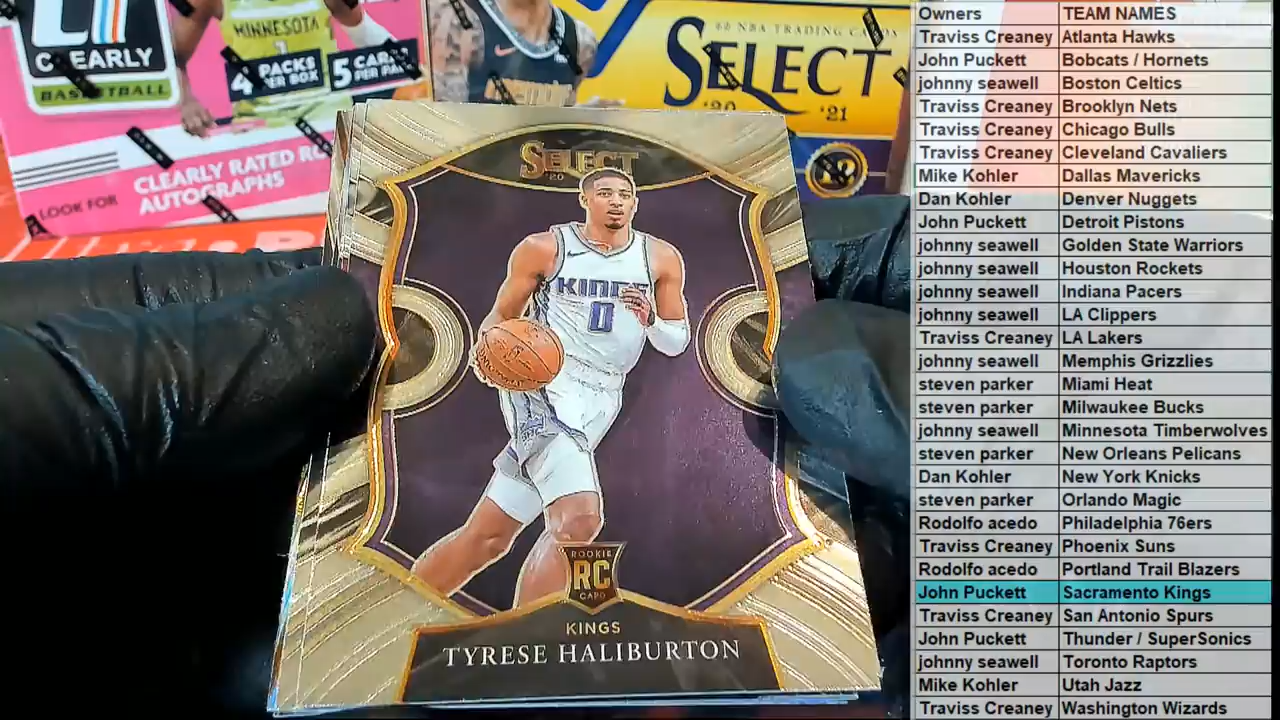 CLEARLY
BASKETBALL
MINNESOTA
4 PACKS PER BOX
5
CLEARLY RATED
AUTOGRAPHS
LOOK FOR
NBA TRADING CARDS
SELECT
'20 '21
SELECT
KINGS
0
ROOKIE
RC
CARD
KINGS
TYRESE HALIBURTON
Owners TEAM NAMES
Traviss Creaney Atlanta Hawks
John Puckett Bobcats / Hornets
johnny seawell Boston Celtics
Traviss Creaney Brooklyn Nets
Traviss Creaney Chicago Bulls
Traviss Creaney Cleveland Cavaliers
Mike Kohler Dallas Mavericks
Dan Kohler Denver Nuggets
John Puckett Detroit Pistons
johnny seawell Golden State Warriors
johnny seawell Houston Rockets
johnny seawell Indiana Pacers
johnny seawell LA Clippers
Traviss Creaney LA Lakers
johnny seawell Memphis Grizzlies
steven parker Miami Heat
steven parker Milwaukee Bucks
johnny seawell Minnesota Timberwolves
steven parker New Orleans Pelicans
Dan Kohler New York Knicks
steven parker Orlando Magic
Rodolfo acedo Philadelphia 76ers
Traviss Creaney Phoenix Suns
Rodolfo acedo Portland Trail Blazers
John Puckett Sacramento Kings
Traviss Creaney San Antonio Spurs
John Puckett Thunder / SuperSonics
johnny seawell Toronto Raptors
Mike Kohler Utah Jazz
Traviss Creaney Washington Wizards